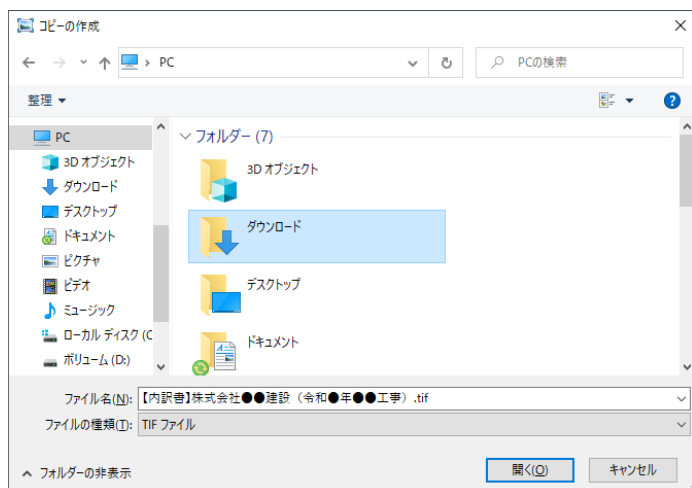 コピーの作成
PC
PCの検索
整理
PC
3D オブジェクト
ダウンロード
デスクトップ
ドキュメント
ピクチャ
ビデオ
ミュージック
ローカル ディスク (C
ボリューム (D:)
フォルダー (7)
3D オブジェクト
ダウンロード
デスクトップ
ドキュメント
ファイル名(N): 【内訳書】株式会社●●建設（令和●年●●工事）.tif
ファイルの種類(T): TIF ファイル
フォルダーの非表示
開く(O)
キャンセル